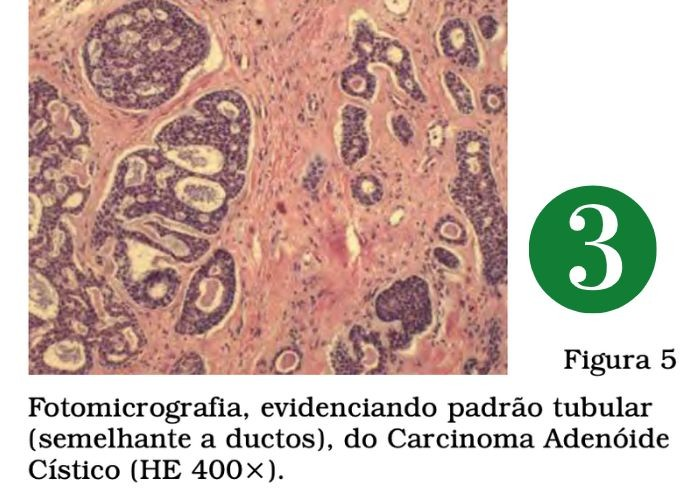 3
Figura 5
Fotomicrografia, evidenciando padrão tubular
(semelhante a ductos), do Carcinoma Adenóide
Cístico (HE 400×).